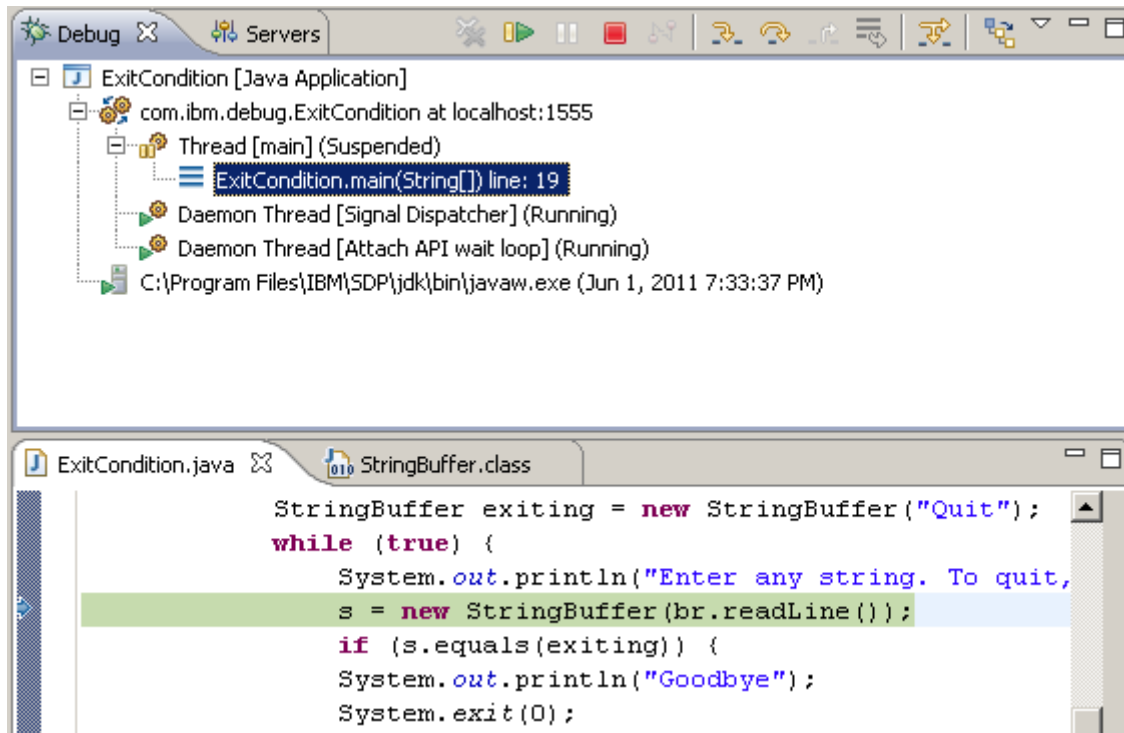 Debug Servers
ExitCondition [Java Application]
com.ibm.debug.ExitCondition at localhost:1555
Thread [main] (Suspended)
ExitCondition.main(String[]) line: 19
Daemon Thread [Signal Dispatcher] (Running)
Daemon Thread [Attach API wait loop] (Running)
C:\Program Files\IBM\SDP\jdk\bin\javaw.exe (Jun 1, 2011 7:33:37 PM)
ExitCondition.java StringBuffer.class
StringBuffer exiting = new StringBuffer("Quit");
while (true) {
System.out.println("Enter any string. To quit,
s = new StringBuffer(br.readLine());
if (s.equals(exiting)) {
System.out.println("Goodbye");
System.exit(0);